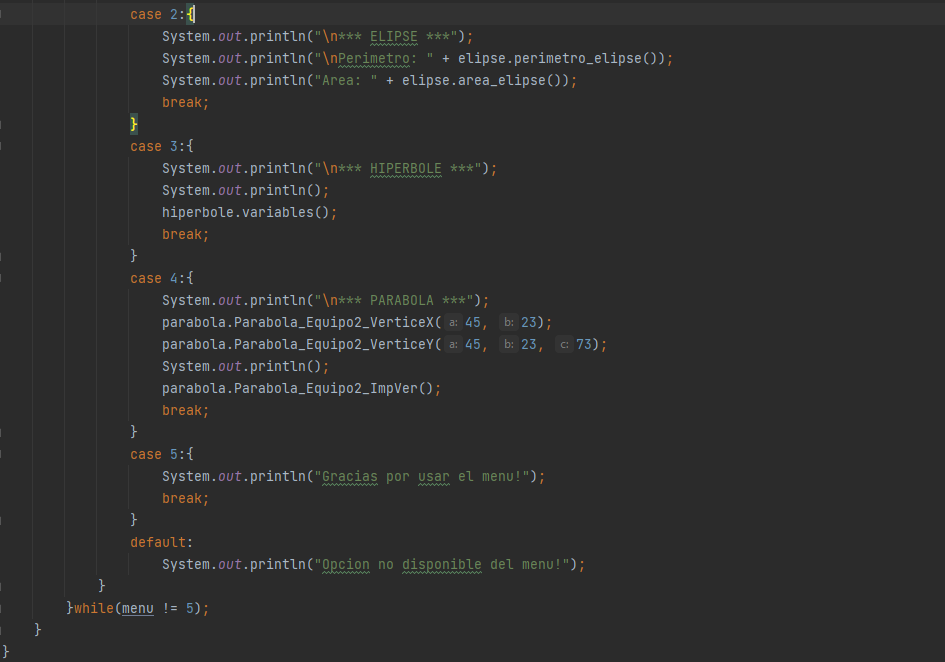 case 2:{
System.out.println("\n*** ELIPSE ***");
System.out.println("\nPerimetro: " + elipse.perimetro_elipse());
System.out.println("Area: " + elipse.area_elipse());
break;
}
case 3:{
System.out.println("\n*** HIPERBOLE ***");
System.out.println();
hiperbole.variables();
break;
}
case 4:{
System.out.println("\n*** PARABOLA ***");
parabola.Parabola_Equipo2_VerticeX( a: 45, b: 23);
parabola.Parabola_Equipo2_VerticeY( a: 45, b: 23, c: 73);
System.out.println();
parabola.Parabola_Equipo2_ImpVer();
break;
}
case 5:{
System.out.println("Gracias por usar el menu!");
break;
}
default:
System.out.println("Opcion no disponible del menu!");
}
}while(menu != 5);
}
}